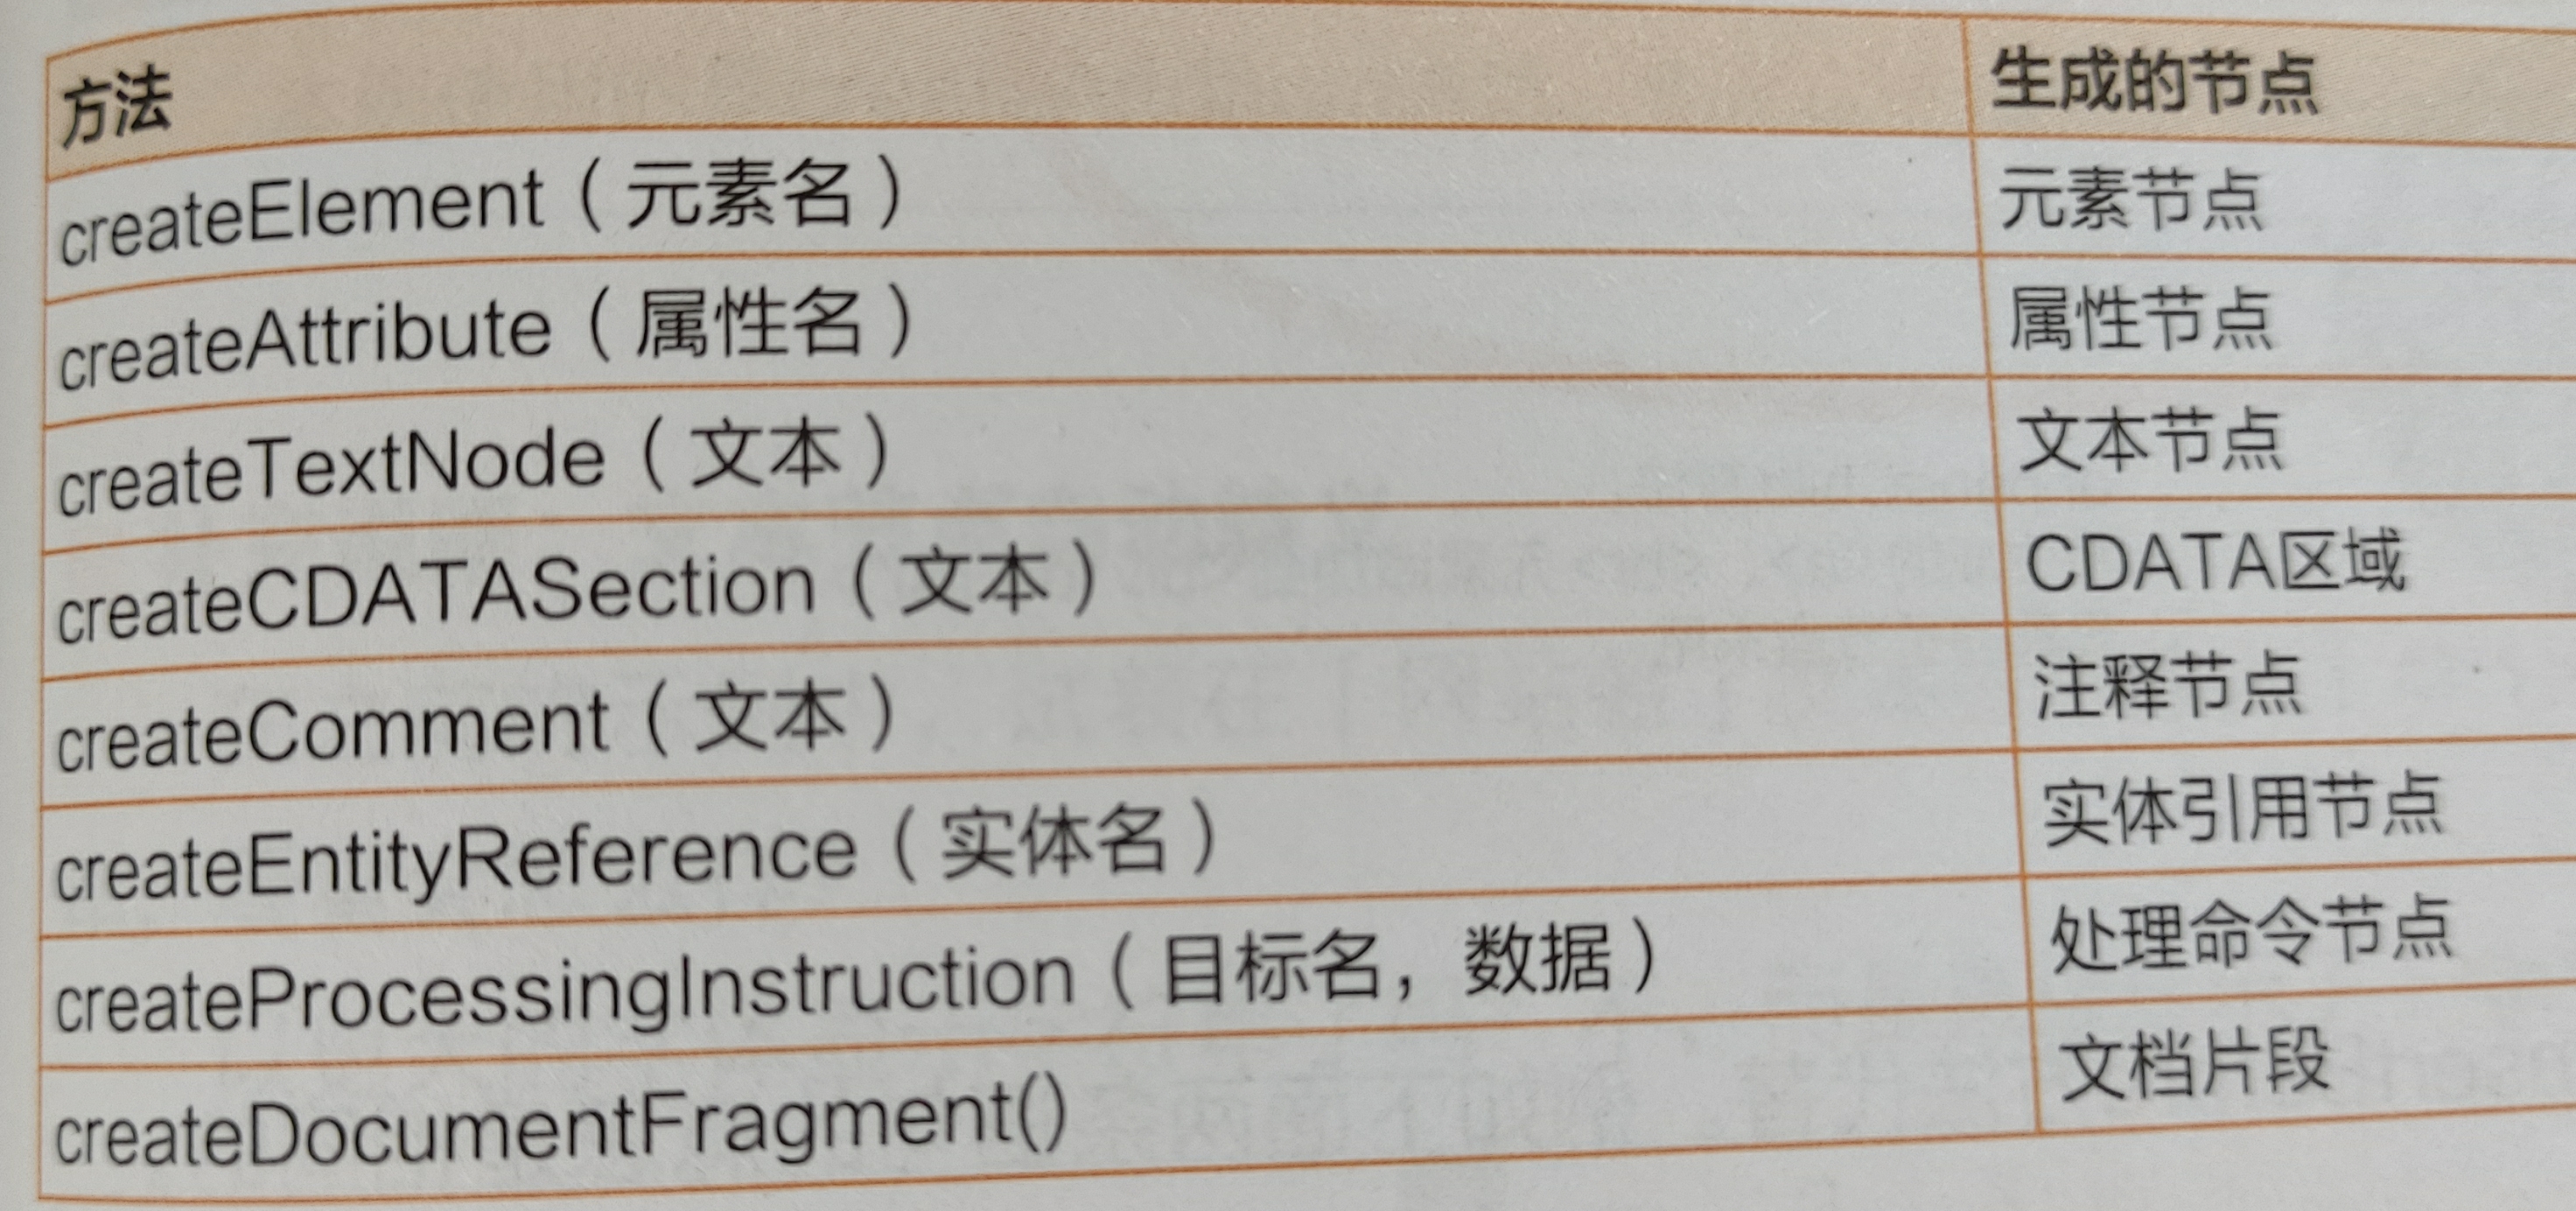 方法 生成的节点
createElement（元素名） 元素节点
createAttribute（属性名） 属性节点
createTextNode（文本） 文本节点
createCDATASection（文本） CDATA区域
createComment（文本） 注释节点
createEntityReference（实体名） 实体引用节点
createProcessingInstruction（目标名，数据） 处理命令节点
createDocumentFragment() 文档片段